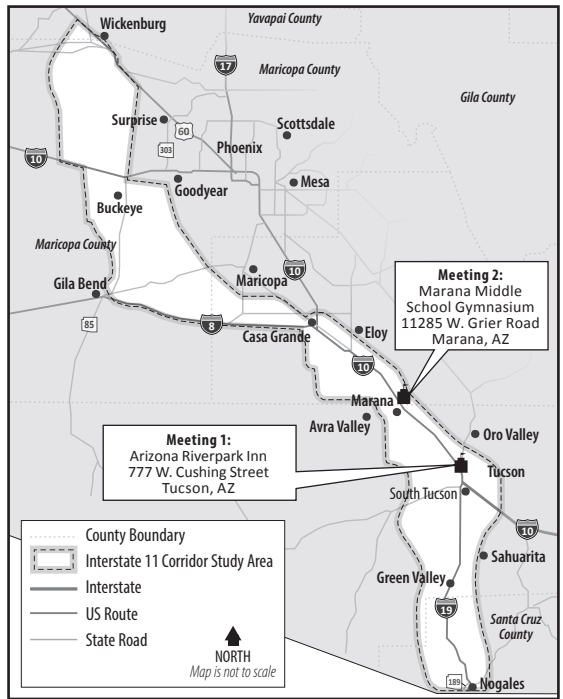 Wickenburg
Yavapai County
17
Maricopa County
Gila County
Surprise
60
303
Scottsdale
Phoenix
10
Goodyear
Mesa
Buckeye
Maricopa County
Maricopa
10
Gila Bend
85
8
Casa Grande
Eloy
10
Meeting 2:
Marana Middle
School Gymnasium
11285 W. Grier Road
Marana, AZ
Marana
Avra Valley
Oro Valley
Meeting 1:
Arizona Riverpark Inn
777 W. Cushing Street
Tucson, AZ
Tucson
South Tucson
10
Sahuarita
Green Valley
19
Santa Cruz
County
189
Nogales
County Boundary
Interstate 11 Corridor Study Area
Interstate
US Route
State Road
NORTH
Map is not to scale